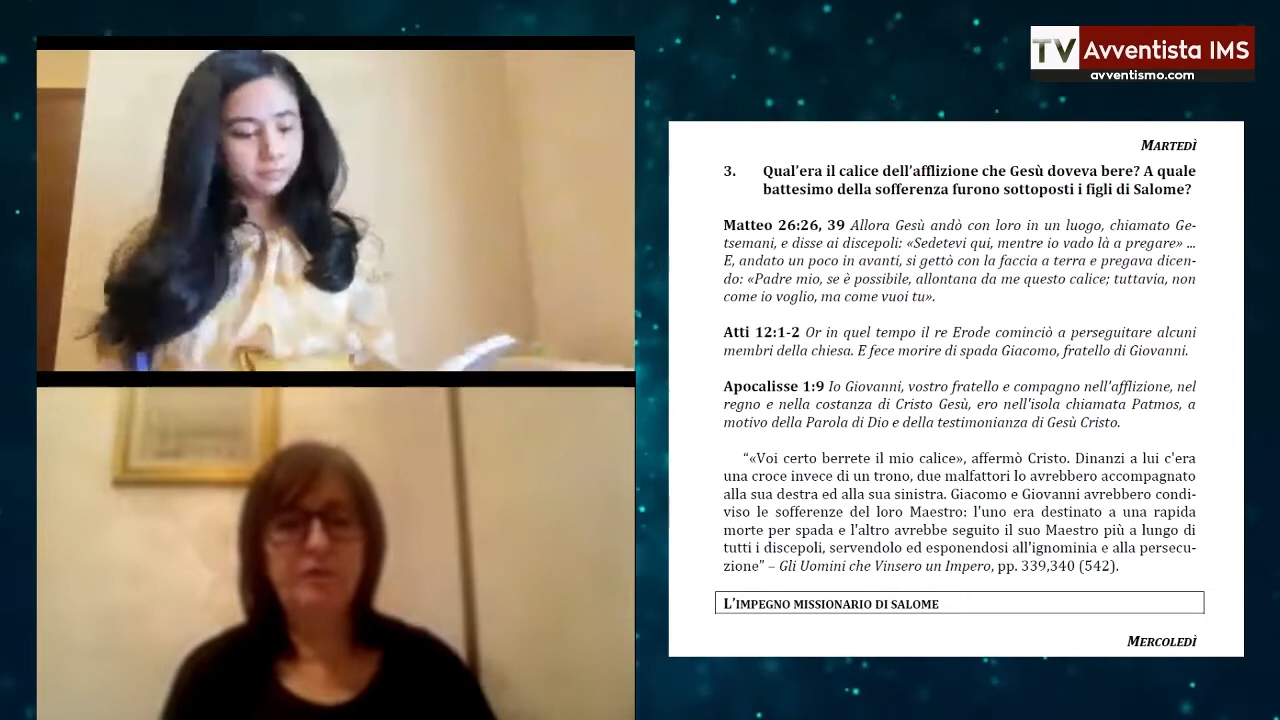 TV Avventista IMS
avventismo.com
MARTEDÌ
3. Qual'era il calice dell'afflizione che Gesù doveva bere? A quale
battesimo della sofferenza furono sottoposti i figli di Salome?
Matteo 26:26, 39 Allora Gesù andò con loro in un luogo, chiamato Ge-
tsemani, e disse ai discepoli: «Sedetevi qui, mentre io vado là a pregare» ...
E, andato un poco in avanti, si gettò con la faccia a terra e pregava dicen-
do: «Padre mio, se è possibile, allontana da me questo calice; tuttavia, non
come io voglio, ma come vuoi tu».
Atti 12:1-2 Or in quel tempo il re Erode cominciò a perseguitare alcuni
membri della chiesa. E fece morire di spada Giacomo, fratello di Giovanni.
Apocalisse 1:9 Io Giovanni, vostro fratello e compagno nell'afflizione, nel
regno e nella costanza di Cristo Gesù, ero nell'isola chiamata Patmos, a
motivo della Parola di Dio e della testimonianza di Gesù Cristo.
“«Voi certo berrete il mio calice», affermò Cristo. Dinanzi a lui c'era
una croce invece di un trono, due malfattori lo avrebbero accompagnato
alla sua destra ed alla sua sinistra. Giacomo e Giovanni avrebbero condi-
viso le sofferenze del loro Maestro: l'uno era destinato a una rapida
morte per spada e l'altro avrebbe seguito il suo Maestro più a lungo di
tutti i discepoli, servendolo ed esponendosi all'ignominia e alla persecu-
zione” – Gli Uomini che Vinsero un Impero, pp. 339,340 (542).
L'IMPEGNO MISSIONARIO DI SALOME
MERCOLEDÌ